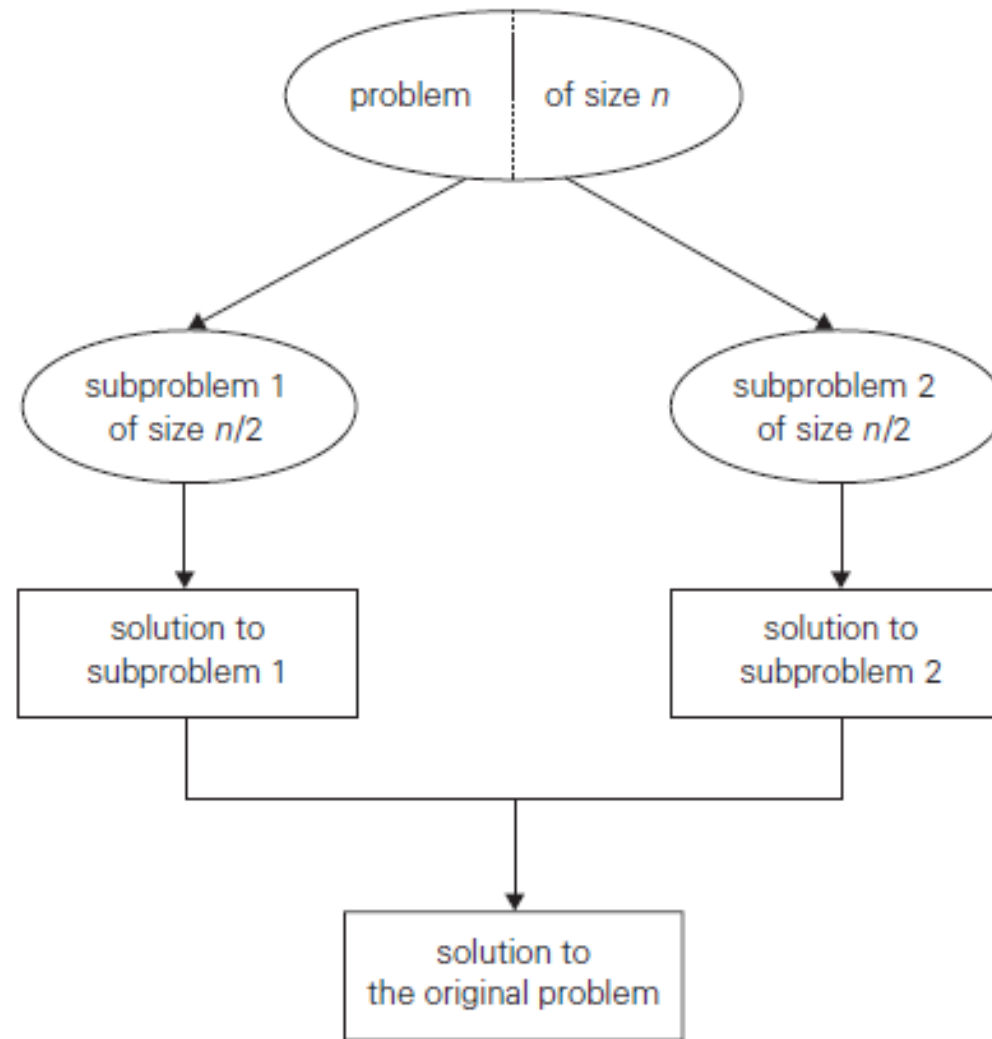 problem of size n
subproblem 1
of size n/2
subproblem 2
of size n/2
solution to
subproblem 1
solution to
subproblem 2
solution to
the original problem